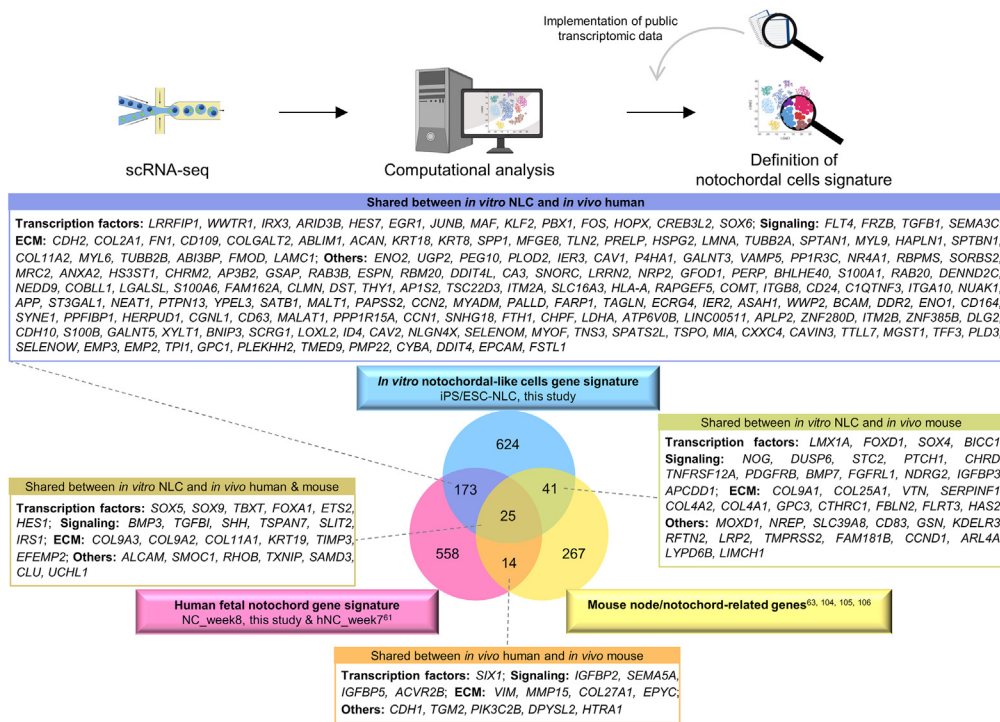 Implementation of public
transcriptomic data
scRNA-seq
Computational analysis
Definition of
notochordal cells signature
Shared between in vitro NLC and in vivo human
Transcription factors: LRRFIP1, WWTR1, IRX3, ARID3B, HES7, EGR1, JUNB, MAF, KLF2, PBX1, FOS, HOPX, CREB3L2, SOX6; Signaling: FLT4, FRZB, TGFB1, SEMA3C;
ECM: CDH2, COL2A1, FN1, CD109, COLGALT2, ABLIM1, ACAN, KRT18, KRT8, SPP1, MFGE8, TLN2, PRELP, HSPG2, LMNA, TUBB2A, SPTAN1, MYL9, HAPLN1, SPTBN1,
COL11A2, MYL6, TUBB2B, ABI3BP, FMOD, LAMC1; Others: ENO2, UGP2, PEG10, PLOD2, IER3, CAV1, P4HA1, GALNT3, VAMP5, PP1R3C, NR4A1, RBPMS, SORBS2,
MRC2, ANXA2, HS3ST1, CHRM2, AP3B2, GSAP, RAB3B, ESPN, RBM20, DDIT4L, CA3, SNORC, LRRN2, NRP2, GFOD1, PERP, BHLHE40, S100A1, RAB20, DENND2C,
NEDD9, COBLL1, LGALSL, S100A6, FAM162A, CLMN, DST, THY1, AP1S2, TSC22D3, ITM2A, SLC16A3, HLA-A, RAPGEF5, COMT, ITGB8, CD24, C1QTNF3, ITGA10, NUAK1,
APP, ST3GAL1, NEAT1, PTPN13, YPEL3, SATB1, MALT1, PAPSS2, CCN2, MYADM, PALLD, FARP1, TAGLN, ECRG4, IER2, ASAH1, WWP2, BCAM, DDR2, ENO1, CD164,
SYNE1, PPFIBP1, HERPUD1, CGNL1, CD63, MALAT1, PPP1R15A, CCN1, SNHG18, FTH1, CHPF, LDHA, ATP6V0B, LINC00511, APLP2, ZNF280D, ITM2B, ZNF385B, DLG2,
CDH10, S100B, GALNT5, XYLT1, BNIP3, SCRG1, LOXL2, ID4, CAV2, NLGN4X, SELENOM, MYOF, TNS3, SPATS2L, TSPO, MIA, CXXC4, CAVIN3, TTLL7, MGST1, TFF3, PLD3,
SELENOW, EMP3, EMP2, TPI1, GPC1, PLEKHH2, TMED9, PMP22, CYBA, DDIT4, EPCAM, FSTL1
In vitro notochordal-like cells gene signature
iPS/ESC-NLC, this study
624
173
41
25
558
267
14
Shared between in vitro NLC and in vivo mouse
Transcription factors: LMX1A, FOXD1, SOX4, BICC1
Signaling: NOG, DUSP6, STC2, PTCH1, CHRD,
TNFRSF12A, PDGFRB, BMP7, FGFRL1, NDRG2, IGFBP3,
APCDD1; ECM: COL9A1, COL25A1, VTN, SERPINF1,
COL4A2, COL4A1, GPC3, CTHRC1, FBLN2, FLRT3, HAS2
Others: MOXD1, NREP, SLC39A8, CD83, GSN, KDELR3,
RFTN2, LRP2, TMPRSS2, FAM181B, CCND1, ARL4A,
LYPD6B, LIMCH1
Shared between in vitro NLC and in vivo human & mouse
Transcription factors: SOX5, SOX9, TBXT, FOXA1, ETS2,
HES1; Signaling: BMP3, TGFBI, SHH, TSPAN7, SLIT2,
IRS1; ECM: COL9A3, COL9A2, COL11A1, KRT19, TIMP3,
EFEMP2; Others: ALCAM, SMOC1, RHOB, TXNIP, SAMD3,
CLU, UCHL1
Human fetal notochord gene signature
NC_week8, this study & hNC_week761
Mouse node/notochord-related genes63, 104, 105, 106
Shared between in vivo human and in vivo mouse
Transcription factors: SIX1; Signaling: IGFBP2, SEMA5A,
IGFBP5, ACVR2B; ECM: VIM, MMP15, COL27A1, EPYC;
Others: CDH1, TGM2, PIK3C2B, DPYSL2, HTRA1